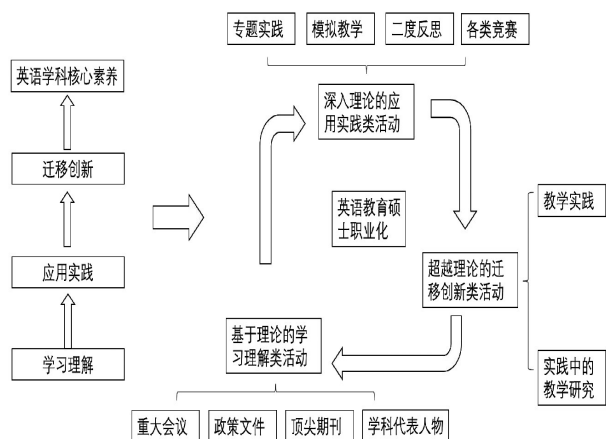 专题实践
模拟教学
二度反思
各类竞赛
英语学科核心素养
迁移创新
应用实践
学习理解
深入理论的应
用实践类活动
英语教育硕
士职业化
教学实践
超越理论的迁
移创新类活动
实践中的
教学研究
基于理论的学
习理解类活动
重大会议
政策文件
顶尖期刊
学科代表人物